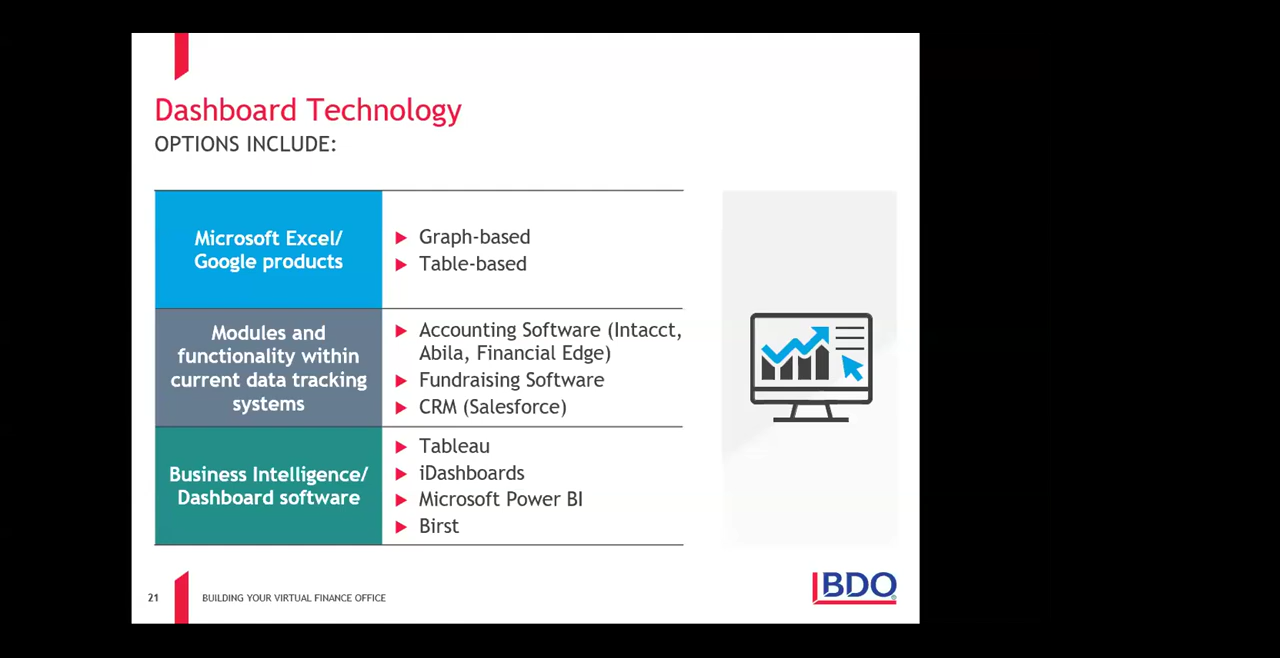 Dashboard Technology
OPTIONS INCLUDE:
Microsoft Excel/
Google products
Graph-based
Table-based
Modules and
functionality within
current data tracking
systems
Accounting Software (Intacct,
Abila, Financial Edge)
Fundraising Software
CRM (Salesforce)
Business Intelligence/
Dashboard software
Tableau
iDashboards
Microsoft Power BI
Birst
21
BUILDING YOUR VIRTUAL FINANCE OFFICE
BDO